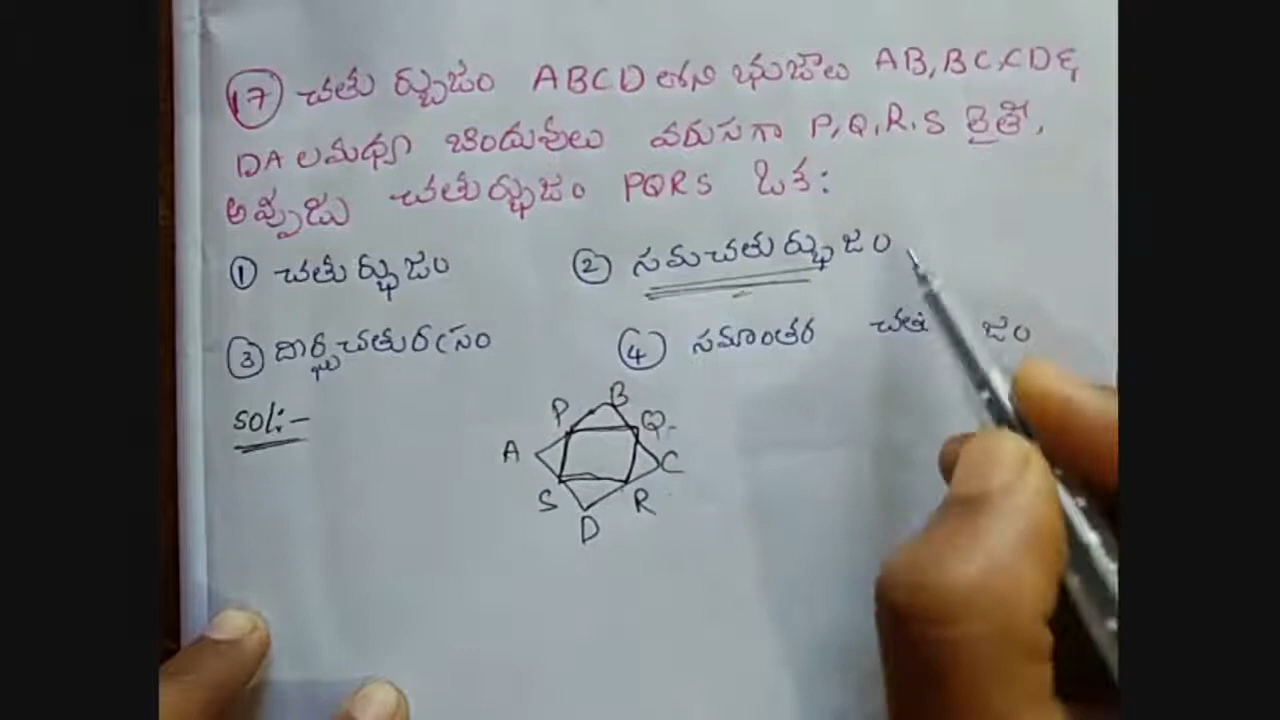 17 చతుర్భుజం ABCD లోని భుజాలు AB, BC, CD &
DA ల మధ్య బిందువులు వరుసగా P, Q, R, S లైతే,
అప్పుడు చతుర్భుజం PQRS ఒక:
① చతుర్భుజం ② సమచతుర్భుజం
③ దీర్ఘచతురస్రం ④ సమాంతర చతు జం
SOL:-
B
P Q
A C
S R
D